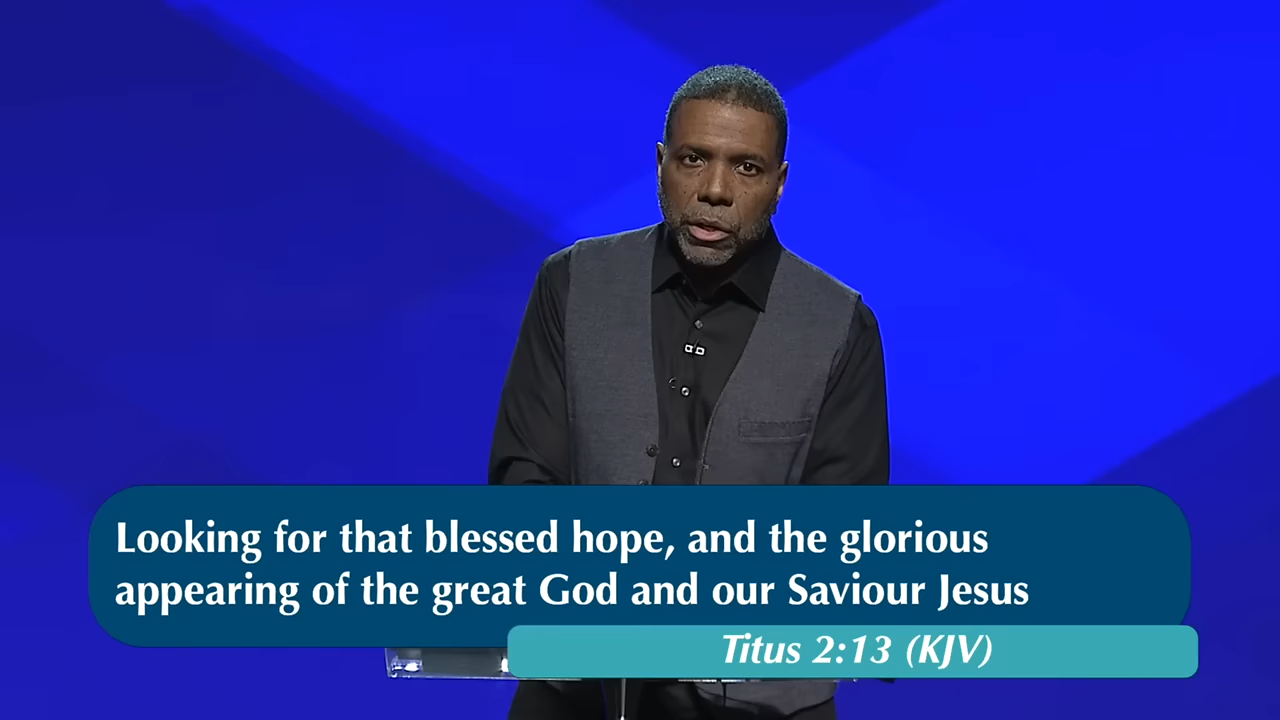 Looking for that blessed hope, and the glorious
appearing of the great God and our Saviour Jesus
Titus 2:13 (KJV)